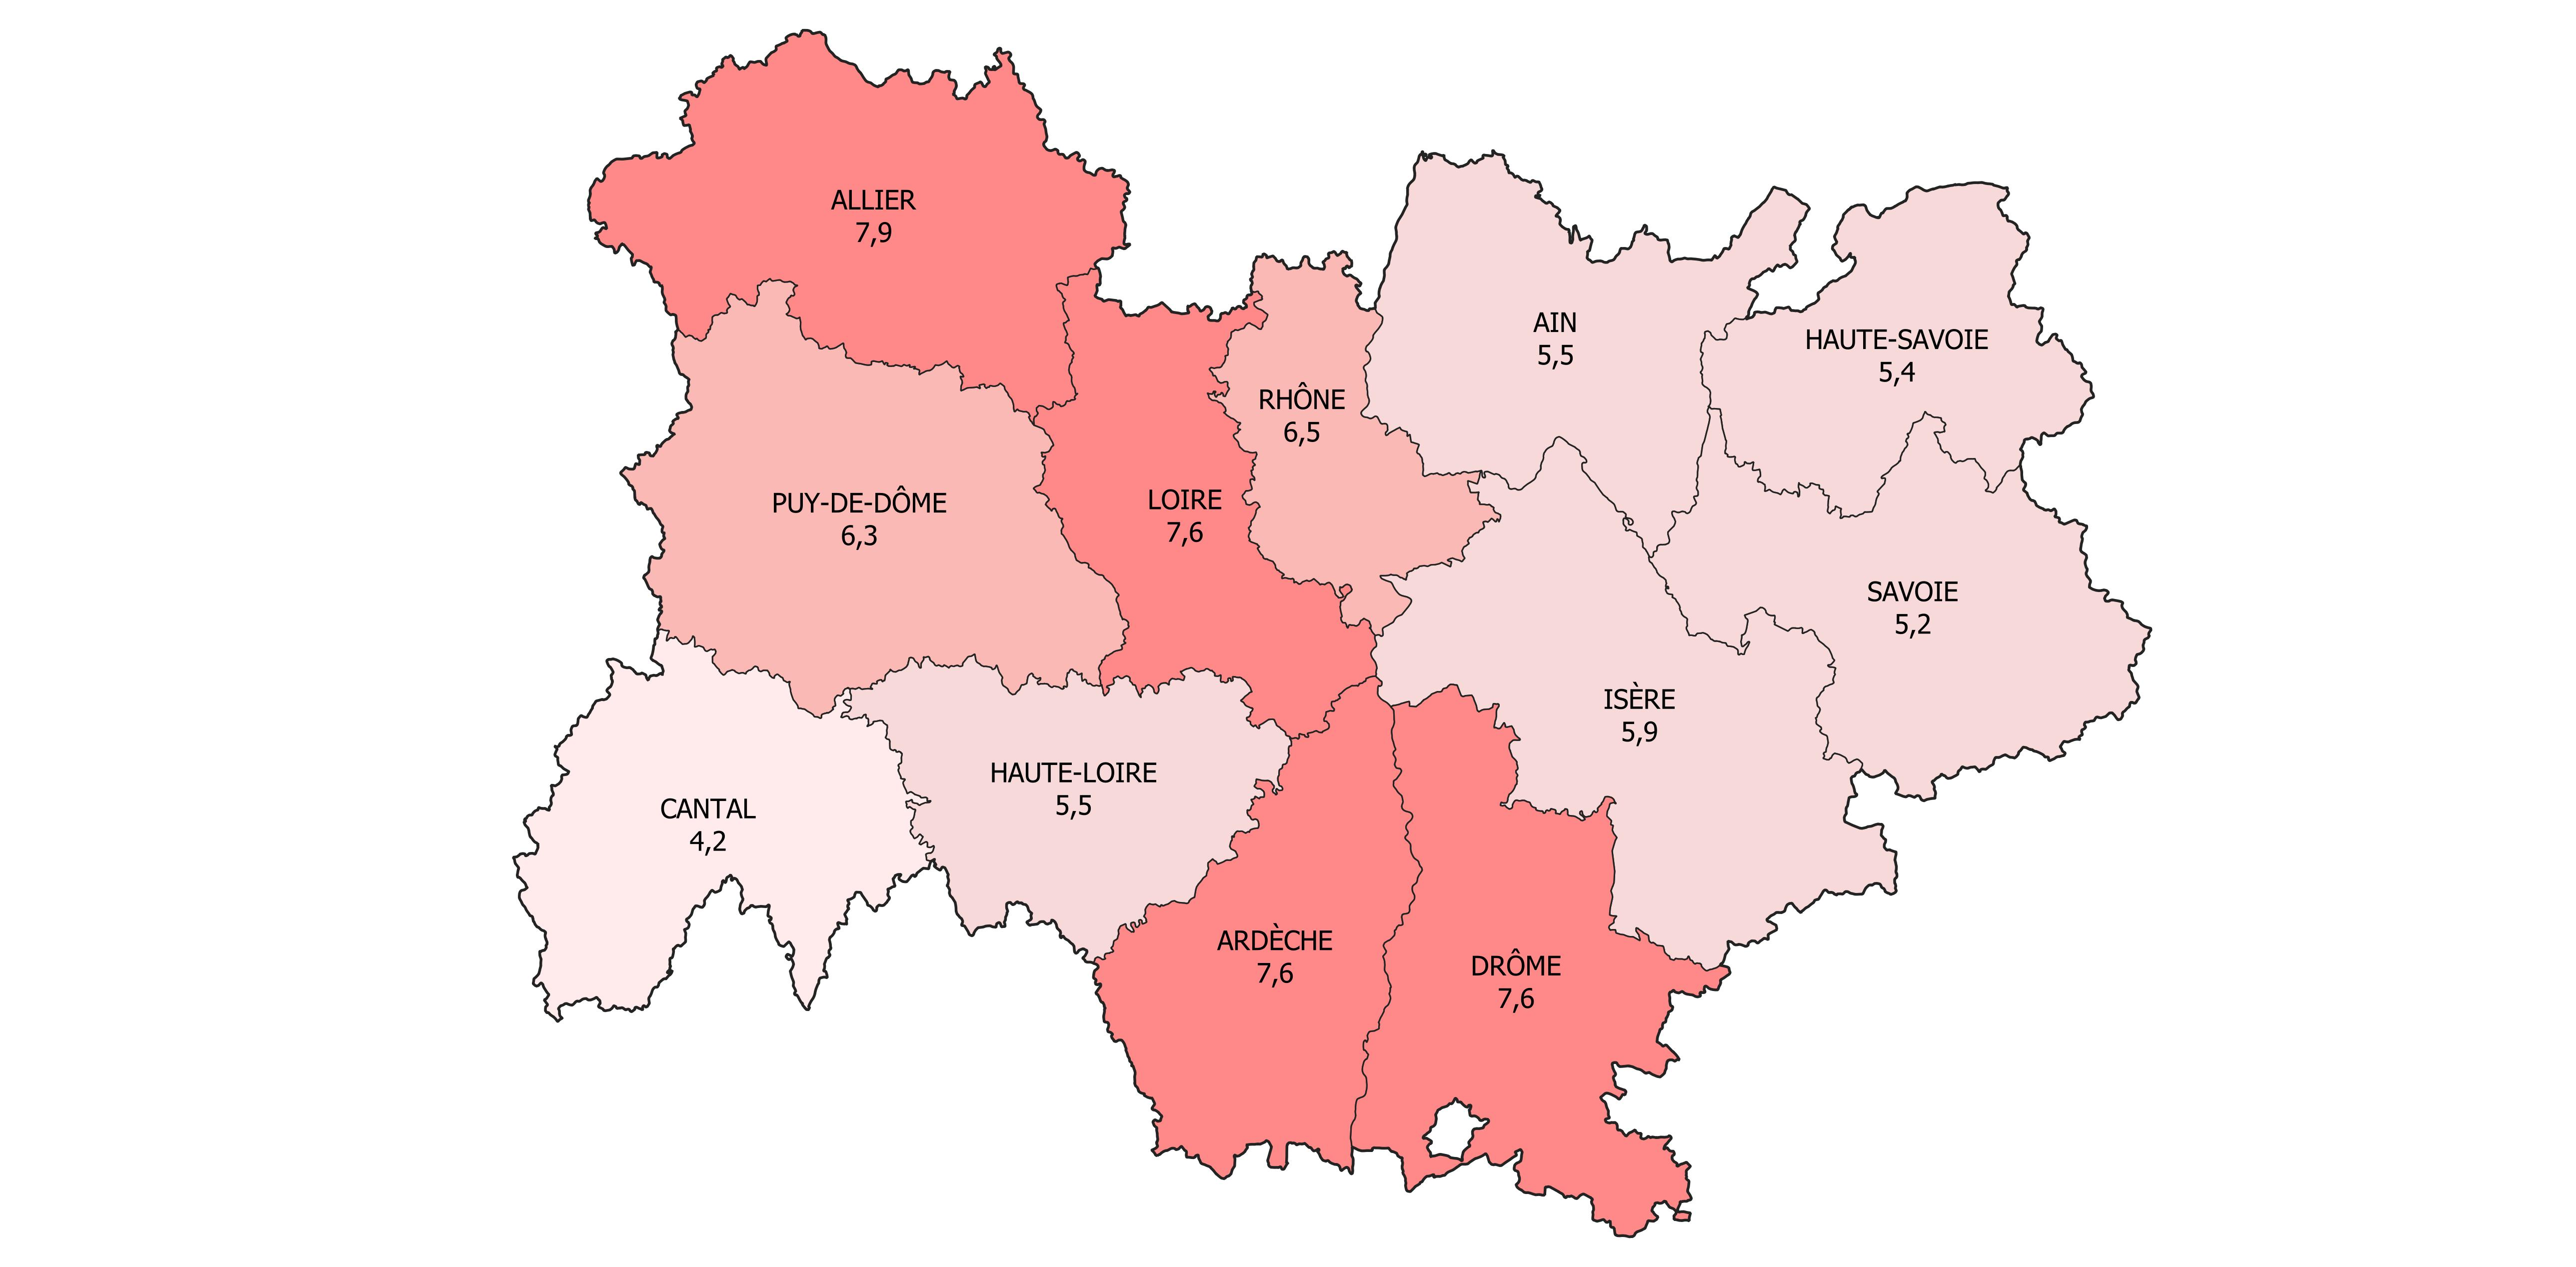 ALLIER
7,9
AIN
5,5
HAUTE-SAVOIE
5,4
RHÔNE
6,5
PUY-DE-DÔME
6,3
LOIRE
7,6
SAVOIE
5,2
ISÈRE
5,9
HAUTE-LOIRE
5,5
CANTAL
4,2
ARDÈCHE
7,6
DRÔME
7,6